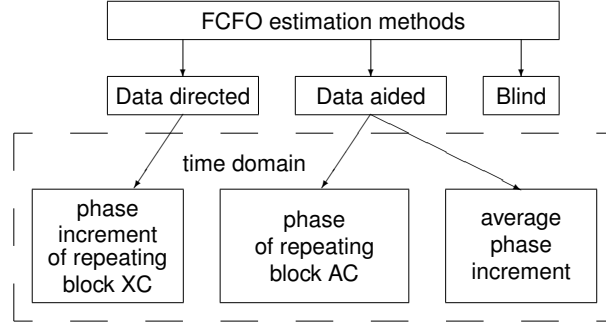 FCFO estimation methods
Data directed
Data aided
Blind
time domain
phase
increment
of repeating
block XC
phase
of repeating
block AC
average
phase
increment